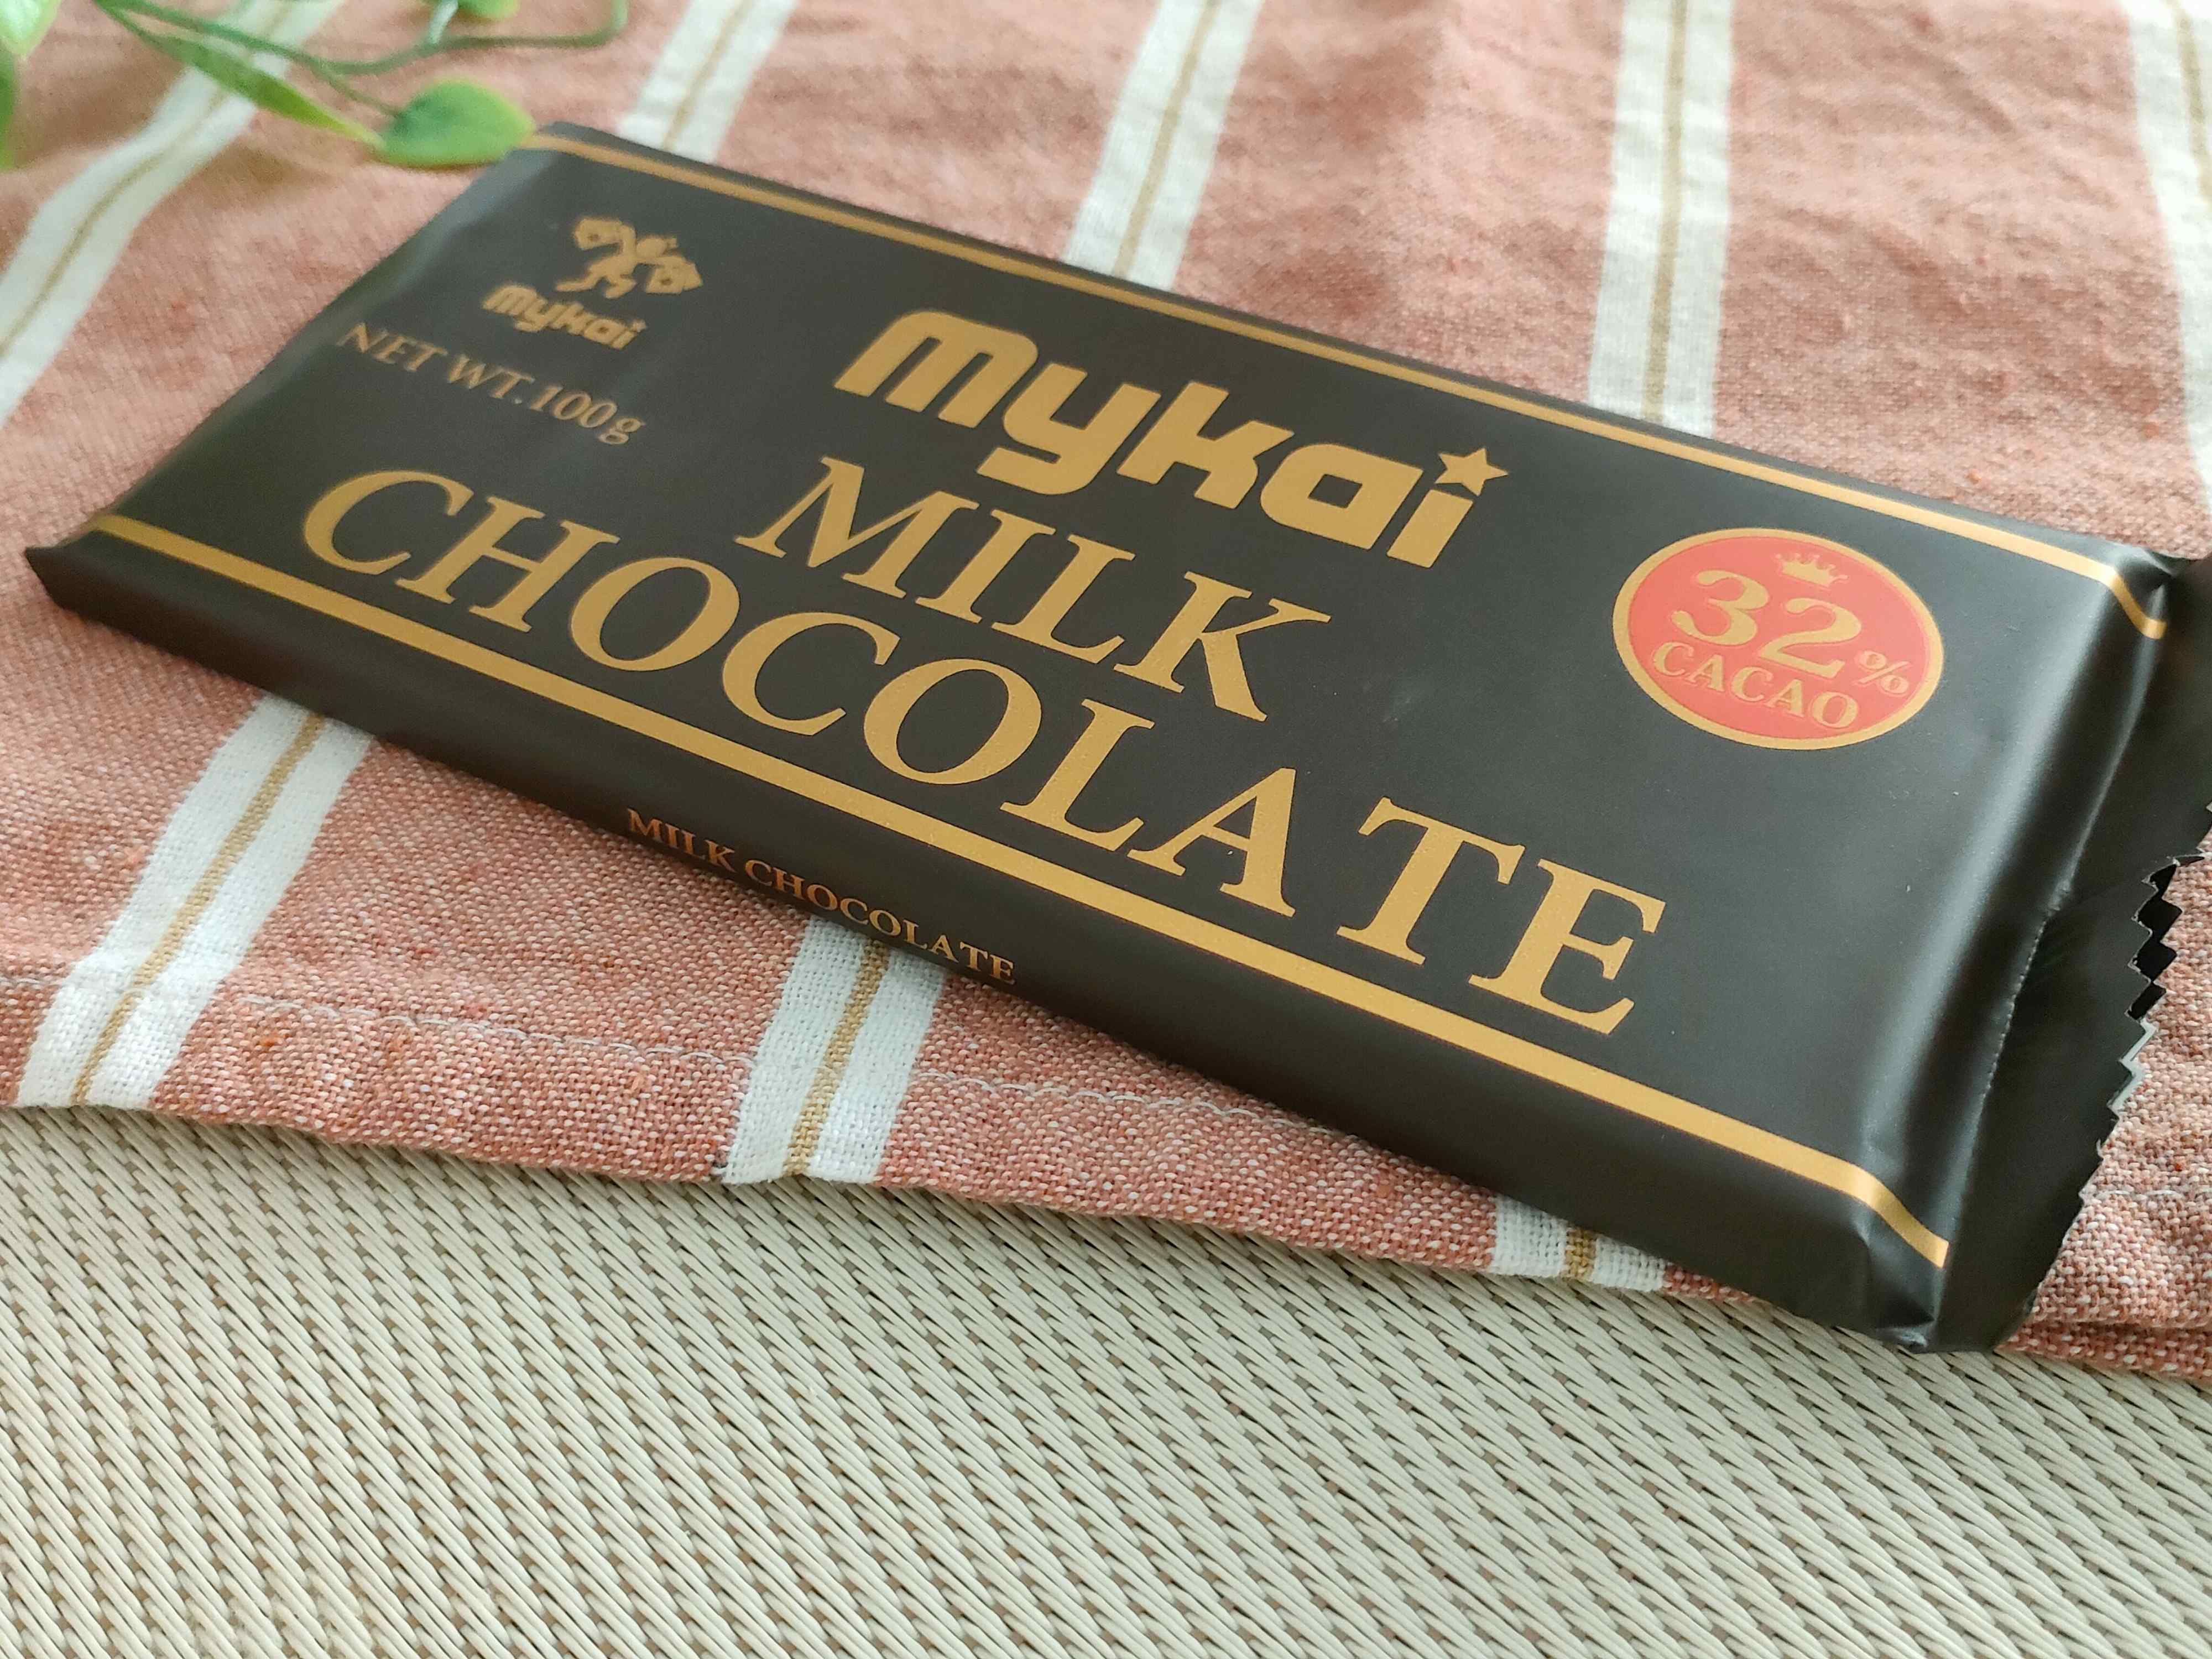 mykai
NET WT. 100g
mykai
MILK
CHOCOLATE
32%
CACAO
MILK CHOCOLATE